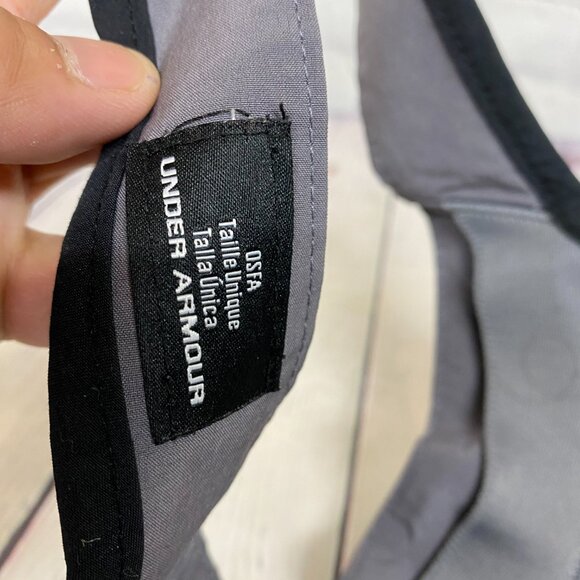 OSFA
Taille Unique
Talla Única
UNDER ARMOUR